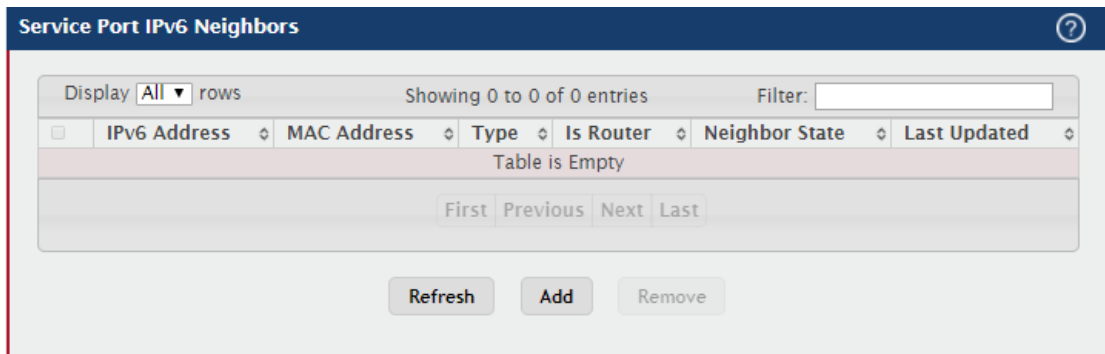 Service Port IPv6 Neighbors ?
Display All ▼ rows Showing 0 to 0 of 0 entries Filter:
IPv6 Address MAC Address Type Is Router Neighbor State Last Updated
Table is Empty
First Previous Next Last
Refresh Add Remove